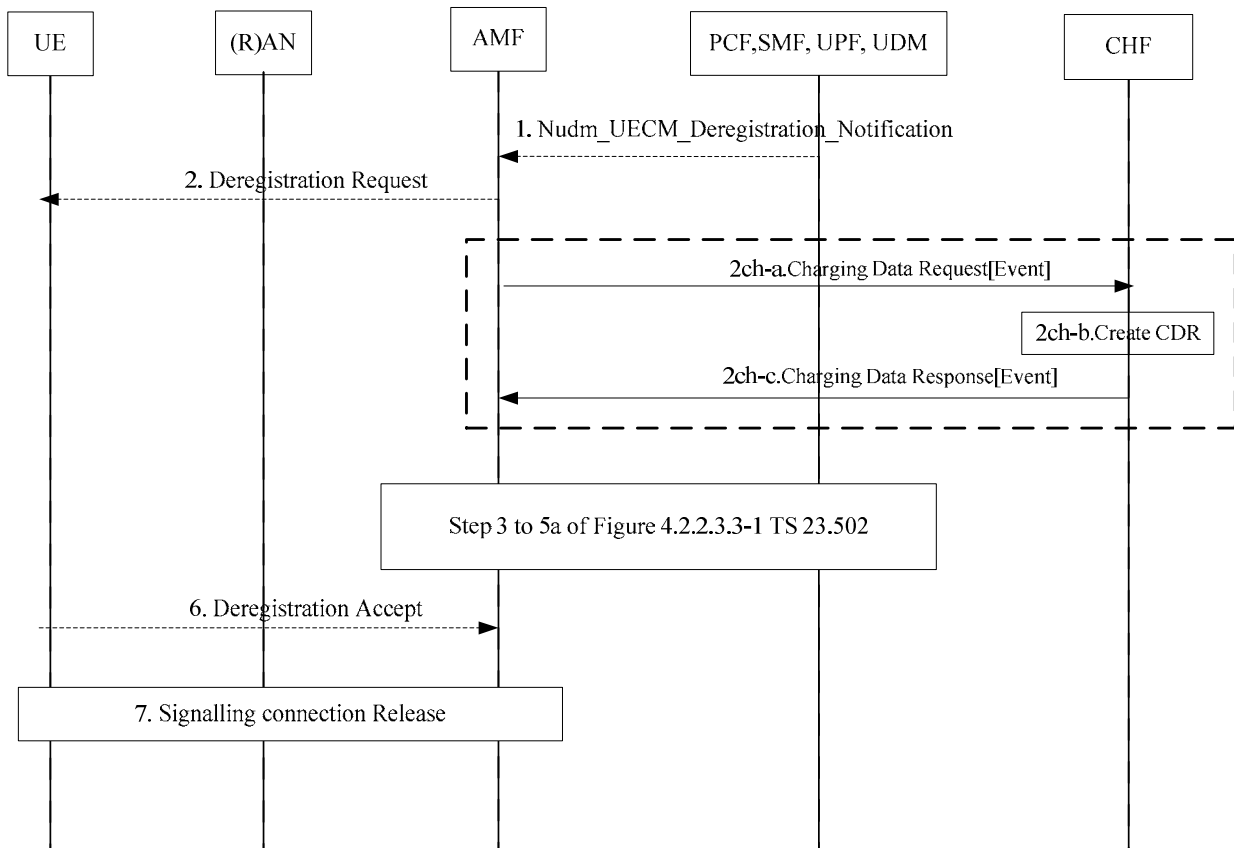 UE
(R)AN
AMF
PCF,SMF, UPF, UDM
CHF
1. Nudm_UECM_Deregistration_Notification
2. Deregistration Request
2ch-a.Charging Data Request[Event]
2ch-b.Create CDR
2ch-c.Charging Data Response[Event]
Step 3 to 5a of Figure 4.2.2.3.3-1 TS 23.502
6. Deregistration Accept
7. Signalling connection Release